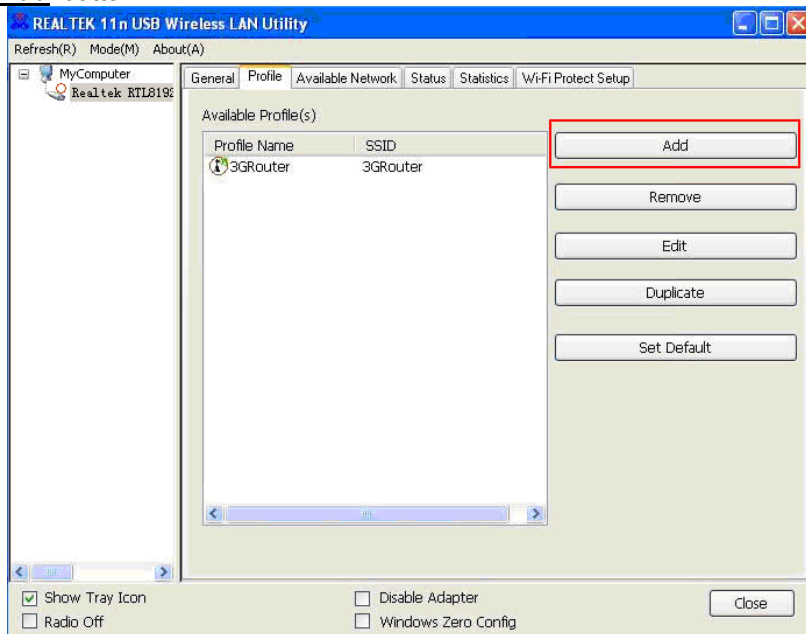 REALTEK 11n USB Wireless LAN Utility
Refresh(R) Mode(M) About(A)
MyComputer
Realtek RTL8192
General Profile Available Network Status Statistics Wi-Fi Protect Setup
Available Profile(s)
Profile Name SSID
3GRouter 3GRouter
Add
Remove
Edit
Duplicate
Set Default
Show Tray Icon
Radio Off
Disable Adapter
Windows Zero Config
Close